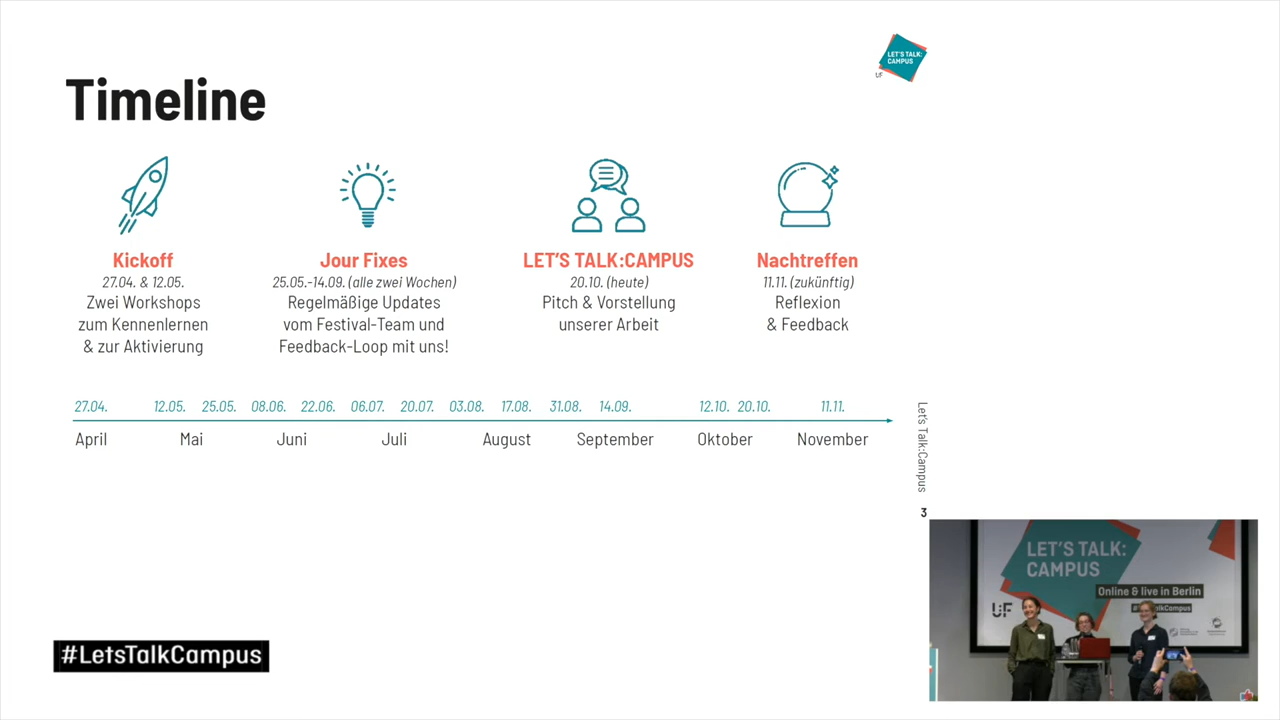 LET'S TALK:
CAMPUS
UF
Timeline
Kickoff
27.04. & 12.05.
Zwei Workshops
zum Kennenlernen
& zur Aktivierung
Jour Fixes
25.05.-14.09. (alle zwei Wochen)
Regelmäßige Updates
vom Festival-Team und
Feedback-Loop mit uns!
LET'S TALK:CAMPUS
20.10. (heute)
Pitch & Vorstellung
unserer Arbeit
Nachtreffen
11.11. (zukünftig)
Reflexion
& Feedback
27.04. 12.05. 25.05. 08.06. 22.06. 06.07. 20.07. 03.08. 17.08. 31.08. 14.09. 12.10. 20.10. 11.11.
April Mai Juni Juli August September Oktober November
Let's Talk:Campus
3
LET'S TALK:
CAMPUS
Online & live in Berlin
UF
#LetsTalkCampus